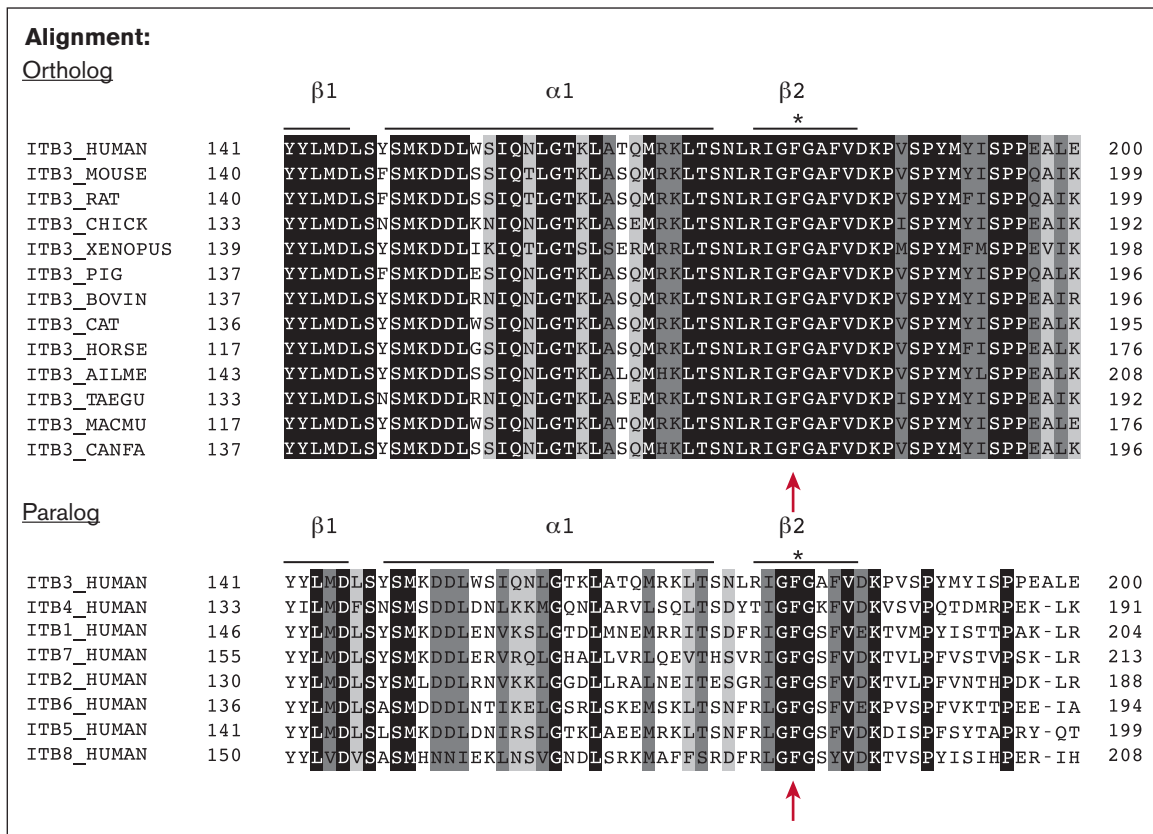 Alignment:
Ortholog
β1 α1 β2
*
ITB3_HUMAN 141 YYLMDLSYSMKDDLWSIQNLGTKLATQMRKLTSNLRIGFGAFVDKPVSPYMYISPPEALE 200
ITB3_MOUSE 140 YYLMDLSFSMKDDLSSIQTLGTKLASQMRKLTSNLRIGFGAFVDKPVSPYMYISPPQAIK 199
ITB3_RAT 140 YYLMDLSFSMKDDLSSIQTLGTKLASQMRKLTSNLRIGFGAFVDKPVSPYMFISPPQAIK 199
ITB3_CHICK 133 YYLMDLSNSMKDDLKNIQNLGTKLASEMRKLTSNLRIGFGAFVDKPISPYMYISPPEAIK 192
ITB3_XENOPUS 139 YYLMDLSYSMKDDLIKIQTLGTSLSERMRRLTSNLRIGFGAFVDKPMSPYMFMSPPEVIK 198
ITB3_PIG 137 YYLMDLSFSMKDDLESIQNLGTKLASQMRKLTSNLRIGFGAFVDKPVSPYMYISPPQALK 196
ITB3_BOVIN 137 YYLMDLSYSMKDDLRNIQNLGTKLASQMRKLTSNLRIGFGAFVDKPVSPYMYISPPEAIR 196
ITB3_CAT 136 YYLMDLSYSMKDDLWSIQNLGTKLASQMRKLTSNLRIGFGAFVDKPVSPYMYISPPEALK 195
ITB3_HORSE 117 YYLMDLSYSMKDDLGSIQNLGTKLASQMRKLTSNLRIGFGAFVDKPVSPYMFISPPEALK 176
ITB3_AILME 143 YYLMDLSYSMKDDLSSIQNLGTKLALQMHKLTSNLRIGFGAFVDKPVSPYMYLSPPEALK 208
ITB3_TAEGU 133 YYLMDLSNSMKDDLRNIQNLGTKLASEMRKLTSNLRIGFGAFVDKPISPYMYISPPEAIK 192
ITB3_MACMU 117 YYLMDLSYSMKDDLWSIQNLGTKLATQMRKLTSNLRIGFGAFVDKPVSPYMYISPPEALE 176
ITB3_CANFA 137 YYLMDLSYSMKDDLSSIQNLGTKLASQMHKLTSNLRIGFGAFVDKPVSPYMYISPPEALK 196
Paralog
β1 α1 β2
*
ITB3_HUMAN 141 YYLMDLSYSMKDDLWSIQNLGTKLATQMRKLTSNLRIGFGAFVDKPVSPYMYISPPEALE 200
ITB4_HUMAN 133 YILMDFSNSMSDDLDNLKKMGQNLARVLSQLTSDYTIGFGKFVDKVSVPQTDMRPEK-LK 191
ITB1_HUMAN 146 YYLMDLSYSMKDDLENVKSLGTDLMNEMRRITSDFRIGFGSFVEKTVMPYISTTPAK-LR 204
ITB7_HUMAN 155 YYLMDLSYSMKDDLERVRQLGHALLVRLQEVTHSVRIGFGSFVDKTVLPFVSTVPSK-LR 213
ITB2_HUMAN 130 YYLMDLSYSMLDDLRNVKKLGGDLLRALNEITESGRIGFGSFVDKTVLPFVNTHPDK-LR 188
ITB6_HUMAN 136 YYLMDLSASMDDDLNTIKELGSRLSKEMSKLTSNFRLGFGSFVEKPVSPFVKTTPEE-IA 194
ITB5_HUMAN 141 YYLMDLSLSMKDDLDNIRSLGTKLAEEMRKLTSNFRLGFGSFVDKDISPFSYTAPRY-QT 199
ITB8_HUMAN 150 YYLVDVSASMHNNIEKLNSVGNDLSRKMAFFSRDFRLGFGSYVDKTVSPYISIHPER-IH 208